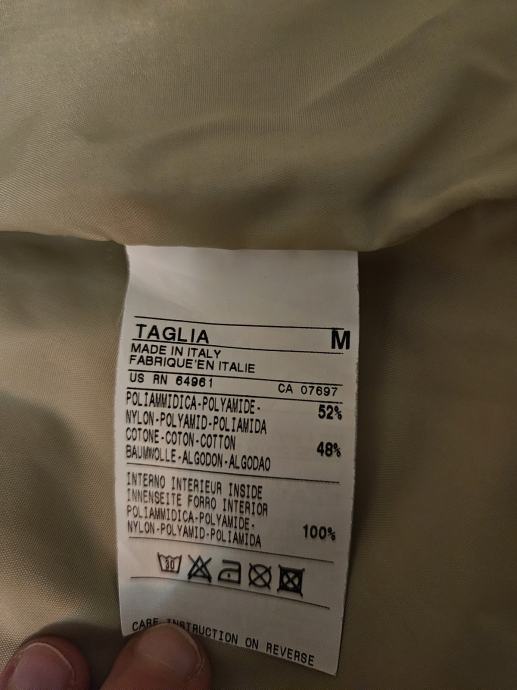 TAGLIA M
MADE IN ITALY
FABRIQUE'EN ITALIE
US RN 64961 CA 07697
POLIAMMIDICA-POLYAMIDE- 52%
NYLON-POLYAMID-POLIAMIDA
COTONE-COTON-COTTON 48%
BAUMWOLLE-ALGODON-ALGODAO
INTERNO INTERIEUR INSIDE
INNENSEITE FORRO INTERIOR
POLIAMMIDICA-POLYAMIDE- 100%
NYLON-POLYAMID-POLIAMIDA
30
CARE INSTRUCTION ON REVERSE